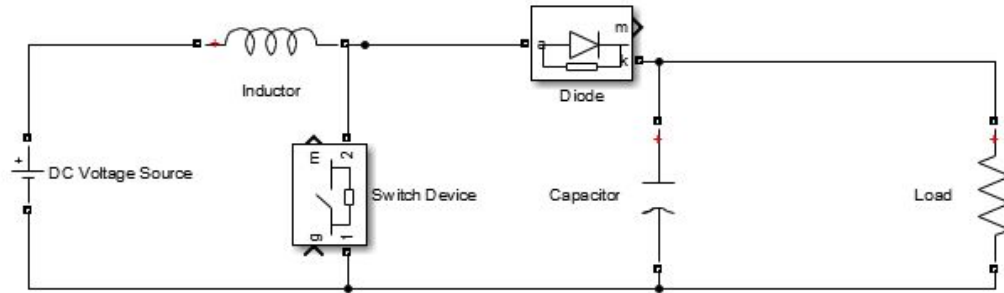 m
a
k
Inductor
Diode
+
DC Voltage Source
m
2
Switch Device
g
1
Capacitor
Load
+
+
+